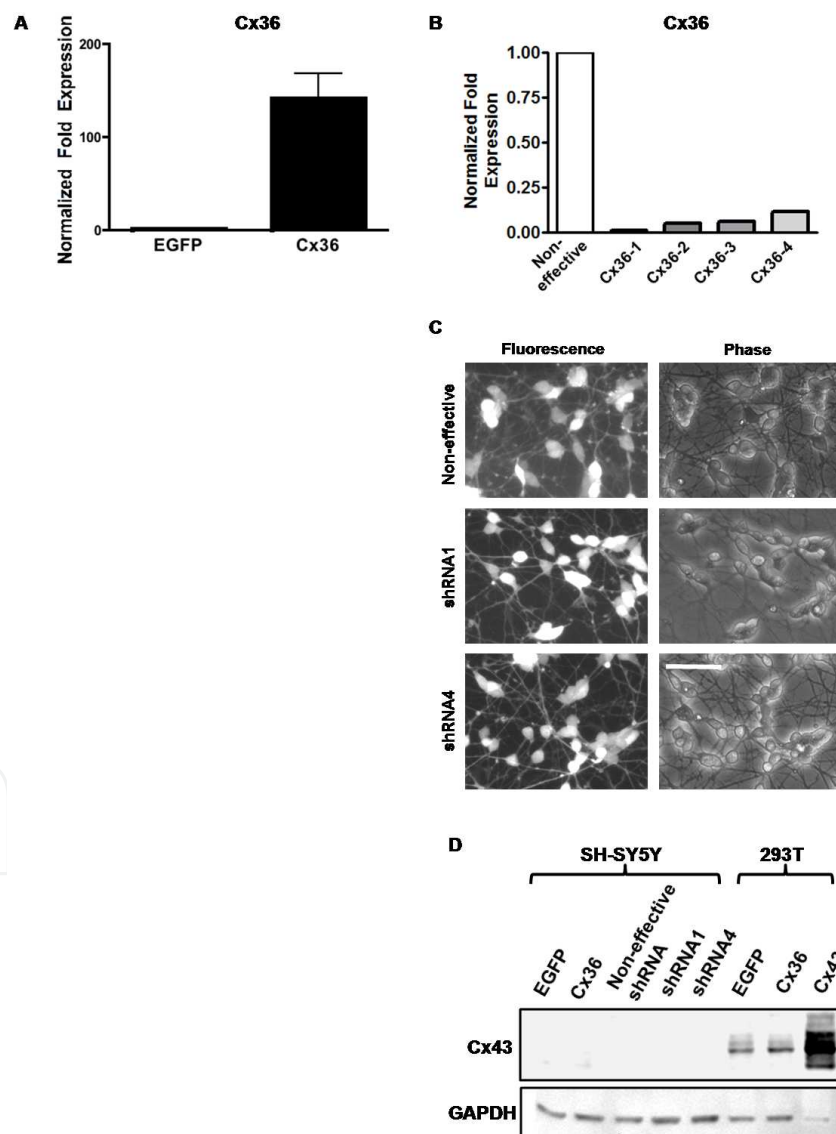 A
Cx36
Normalized Fold Expression
200
100
0
EGFP
Cx36
B
Cx36
Normalized Fold
Expression
1.00
0.75
0.50
0.25
0.00
Non-
effective
Cx36-1
Cx36-2
Cx36-3
Cx36-4
C
Fluorescence
Phase
Non-effective
shRNA1
shRNA4
D
SH-SY5Y
293T
EGFP
Cx36
Non-effective
shRNA
shRNA1
shRNA4
EGFP
Cx36
Cx43
Cx43
GAPDH